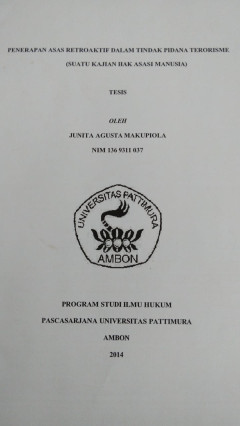 PENERAPAN ASAS RETROAKTIF DALAM TINDAK PIDANA TERORISME
(SUATU KAJIAN HAK ASASI MANUSIA)
TESIS
OLEH
JUNITA AGUSTA MAKUPIOLA
NIM 136 9311 037
UNIVERSITAS PATTIMURA
AMBON
PROGRAM STUDI ILMU HUKUM
PASCASARJANA UNIVERSITAS PATTIMURA
AMBON
2014